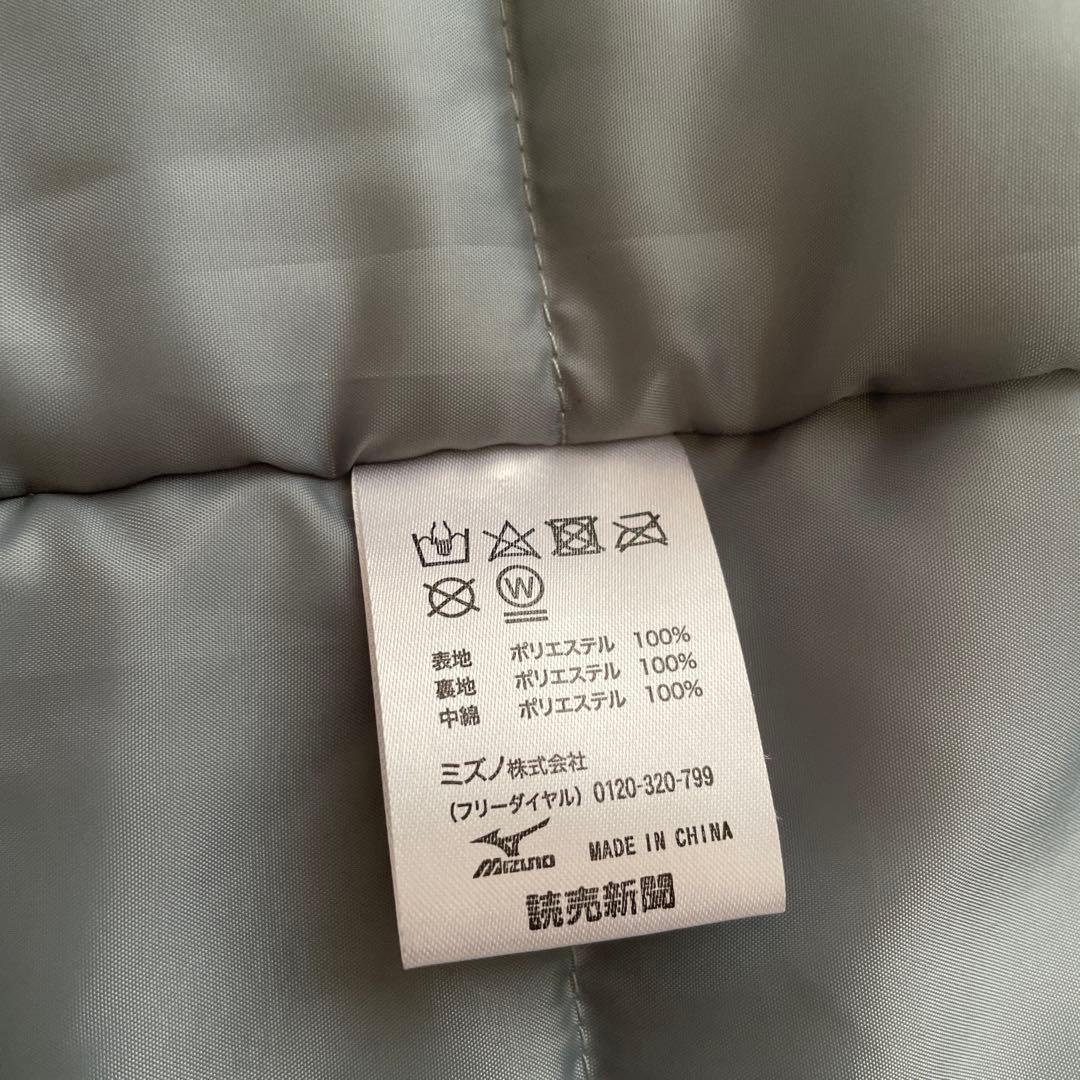 W
表地 ポリエステル 100%
裏地 ポリエステル 100%
中綿 ポリエステル 100%
ミズノ株式会社
(フリーダイヤル) 0120-320-799
MIZUNO MADE IN CHINA
読売新聞